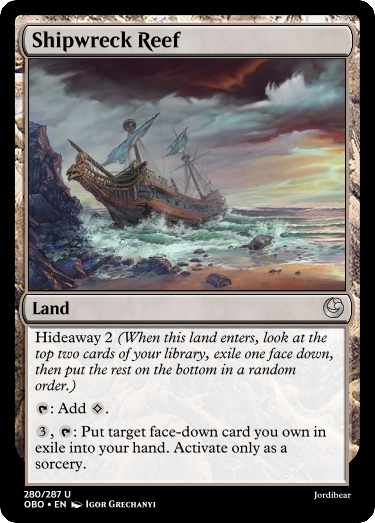 Shipwreck Reef
Land
Hideaway 2 (When this land enters, look at the
top two cards of your library, exile one face down,
then put the rest on the bottom in a random
order.)
: Add .
3, : Put target face-down card you own in
exile into your hand. Activate only as a
sorcery.
280/287 U
OBO • EN Igor Grechanyi
Jordibear